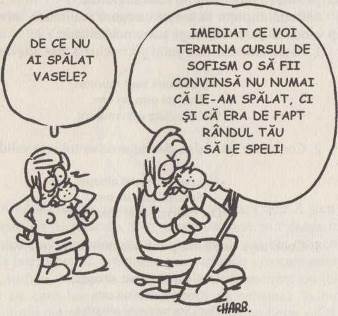 DE CE NU
AI SPĂLAT
VASELE?
IMEDIAT CE VOI
TERMINA CURSUL DE
SOFISM O SĂ FII
CONVINSĂ NU NUMAI
CĂ LE-AM SPĂLAT, CI
ȘI CĂ ERA DE FAPT
RÂNDUL TĂU
SĂ LE SPELI!
CHARB.